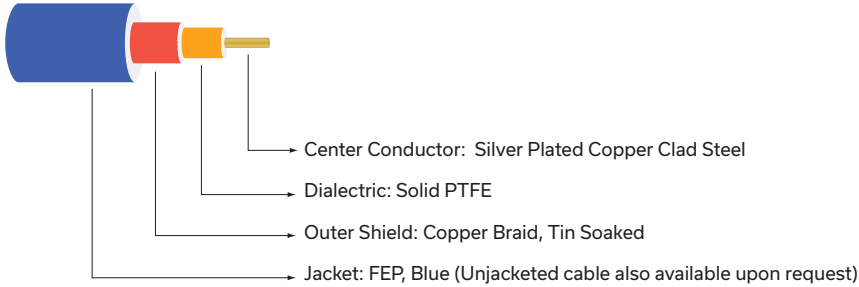 Center Conductor: Silver Plated Copper Clad Steel
Dialectric: Solid PTFE
Outer Shield: Copper Braid, Tin Soaked
Jacket: FEP, Blue (Unjacketed cable also available upon request)